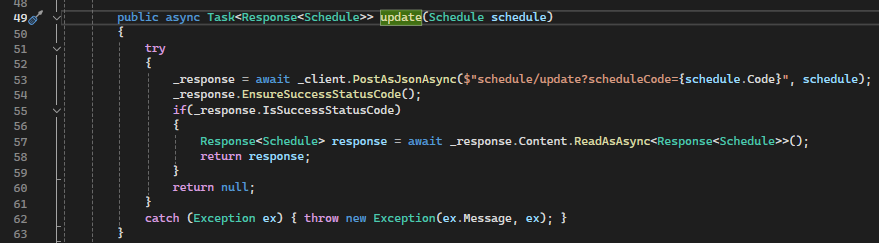 48
49 public async Task<Response<Schedule>> update(Schedule schedule)
50 {
51 try
52 {
53 _response = await _client.PostAsJsonAsync($"schedule/update?scheduleCode={schedule.Code}", schedule);
54 _response.EnsureSuccessStatusCode();
55 if(_response.IsSuccessStatusCode)
56 {
57 Response<Schedule> response = await _response.Content.ReadAsAsync<Response<Schedule>>();
58 return response;
59 }
60 return null;
61 }
62 catch (Exception ex) { throw new Exception(ex.Message, ex); }
63 }